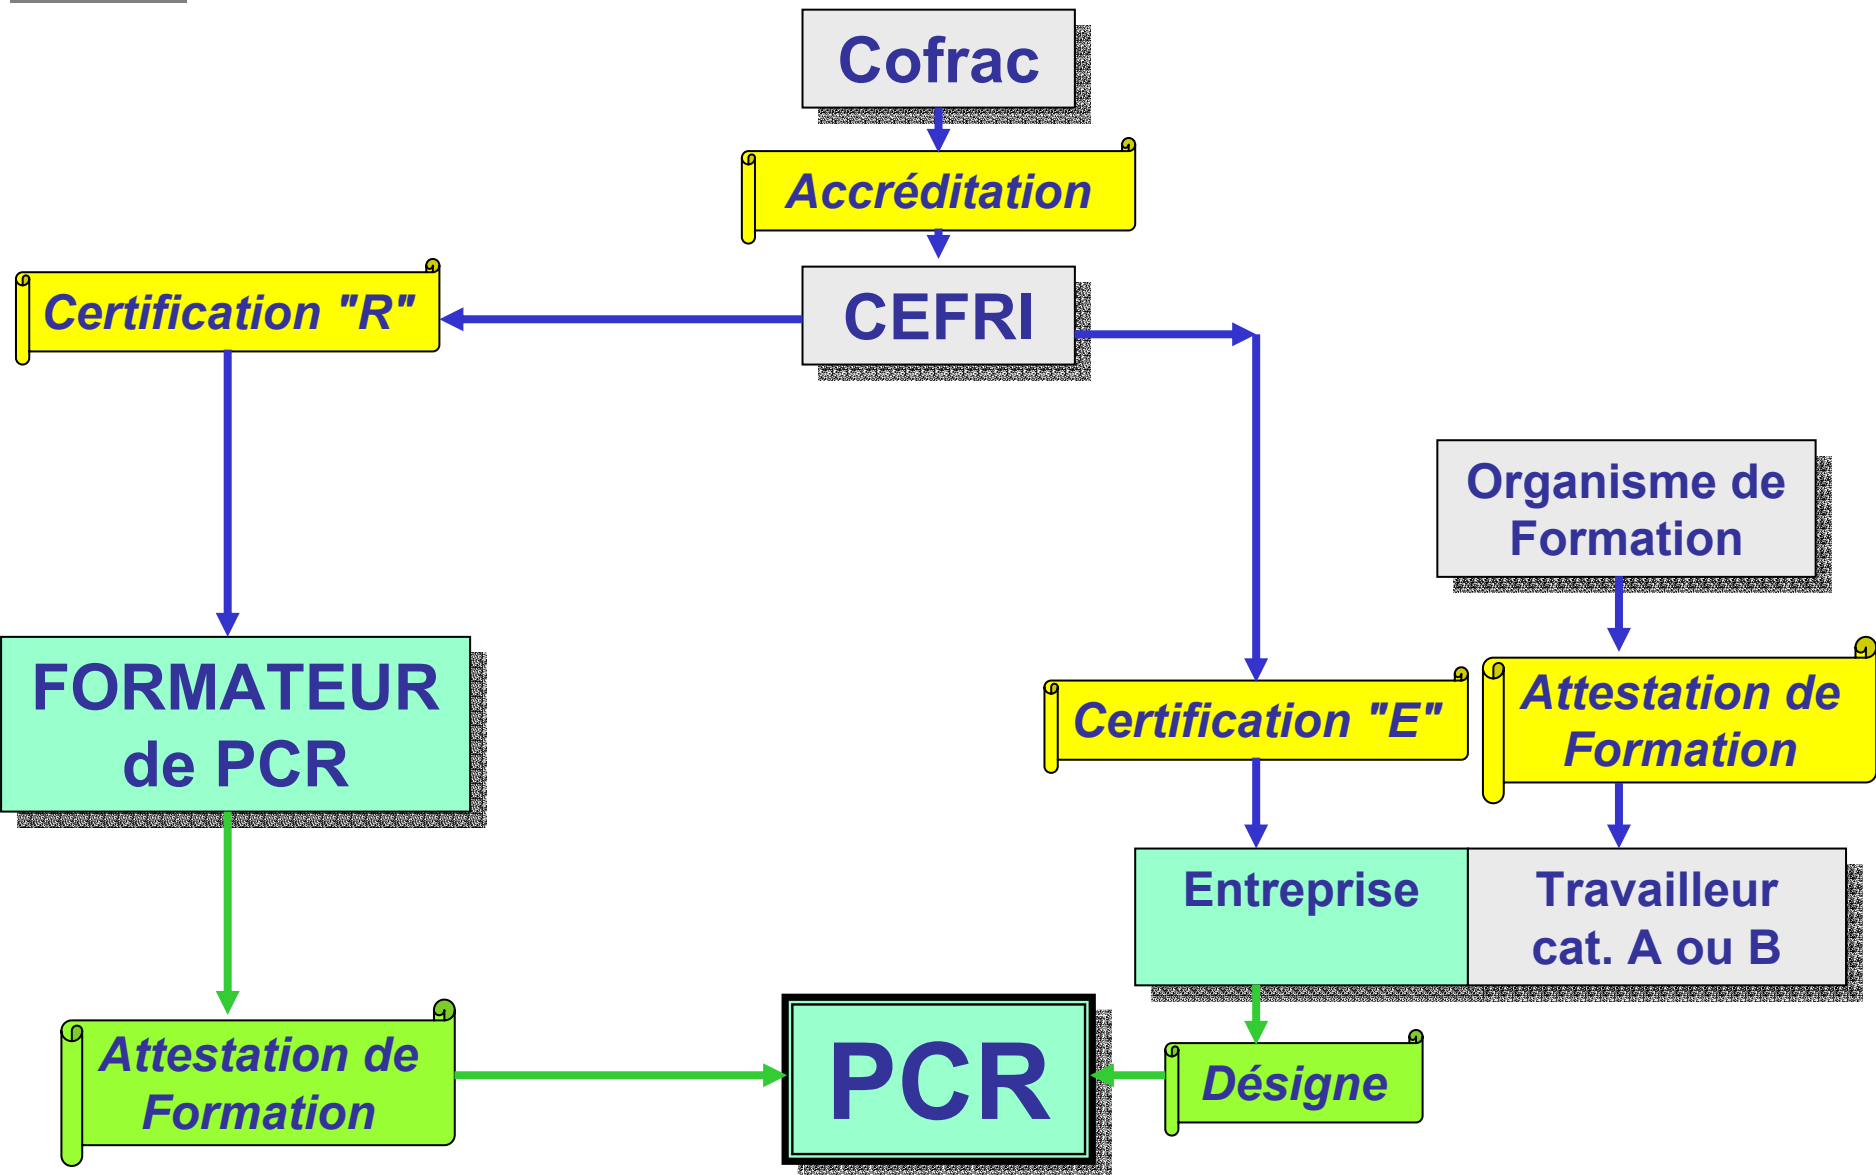 Cofrac
Accréditation
Certification "R"
CEFRI
Organisme de
Formation
FORMATEUR
de PCR
Certification "E"
Attestation de
Formation
Entreprise
Travailleur
cat. A ou B
Attestation de
Formation
PCR
Désigne